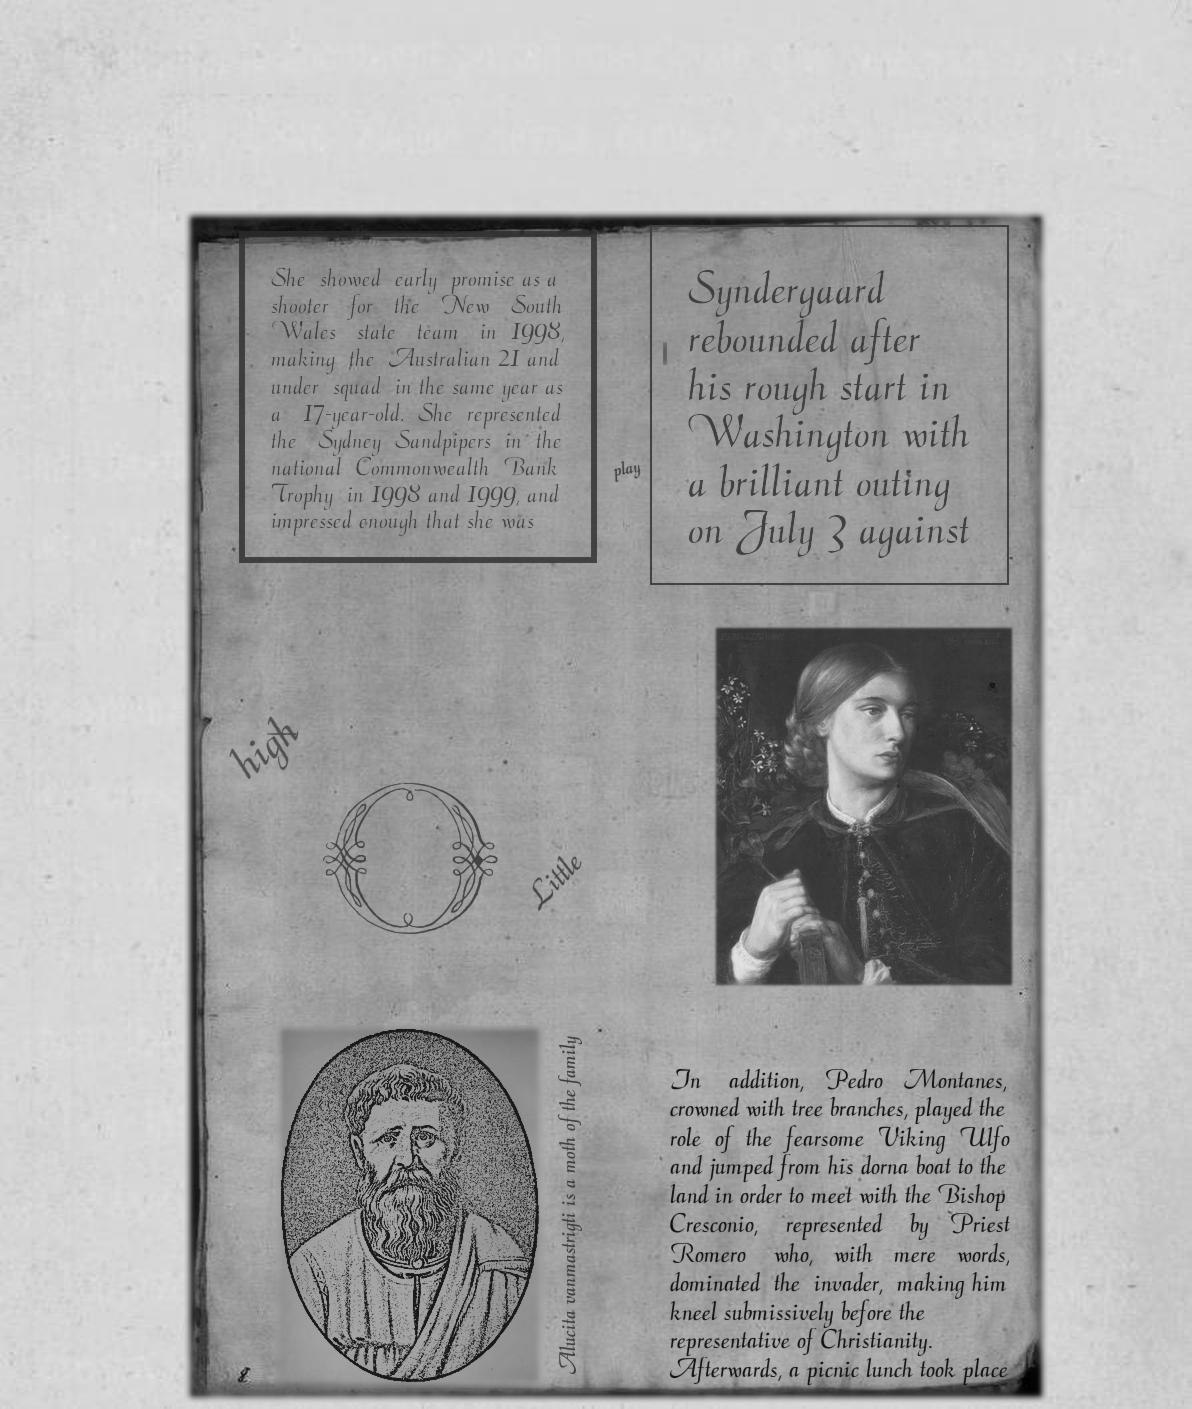 She showed early promise as a
shooter for the New South
Wales state team in 1998,
making the Australian 21 and
under squad in the same year as
a 17-year-old. She represented
the Sydney Sandpipers in the
national Commonwealth Bank
Trophy in 1998 and 1999, and
impressed enough that she was
play
Syndergaard
rebounded after
his rough start in
Washington with
a brilliant outing
on July 3 against
high
O
Little
Alucita vanmastrigti is a moth of the family
In addition, Pedro Montanes,
crowned with tree branches, played the
role of the fearsome Viking Ulfo
and jumped from his dorna boat to the
land in order to meet with the Bishop
Cresconio, represented by Priest
Romero who, with mere words,
dominated the invader, making him
kneel submissively before the
representative of Christianity.
Afterwards, a picnic lunch took place